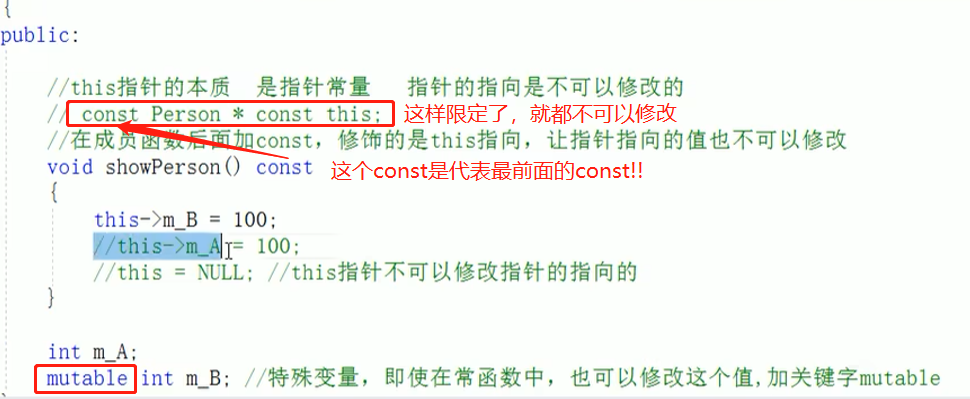 {
public:
//this指针的本质 是指针常量 指针的指向是不可以修改的
// const Person * const this; 这样限定了，就都不可以修改
//在成员函数后面加const，修饰的是this指向，让指针指向的值也不可以修改
void showPerson() const 这个const是代表最前面的const!!
{
this->m_B = 100;
//this->m_A = 100;
//this = NULL; //this指针不可以修改指针的指向的
}
int m_A;
mutable int m_B; //特殊变量，即使在常函数中，也可以修改这个值,加关键字mutable